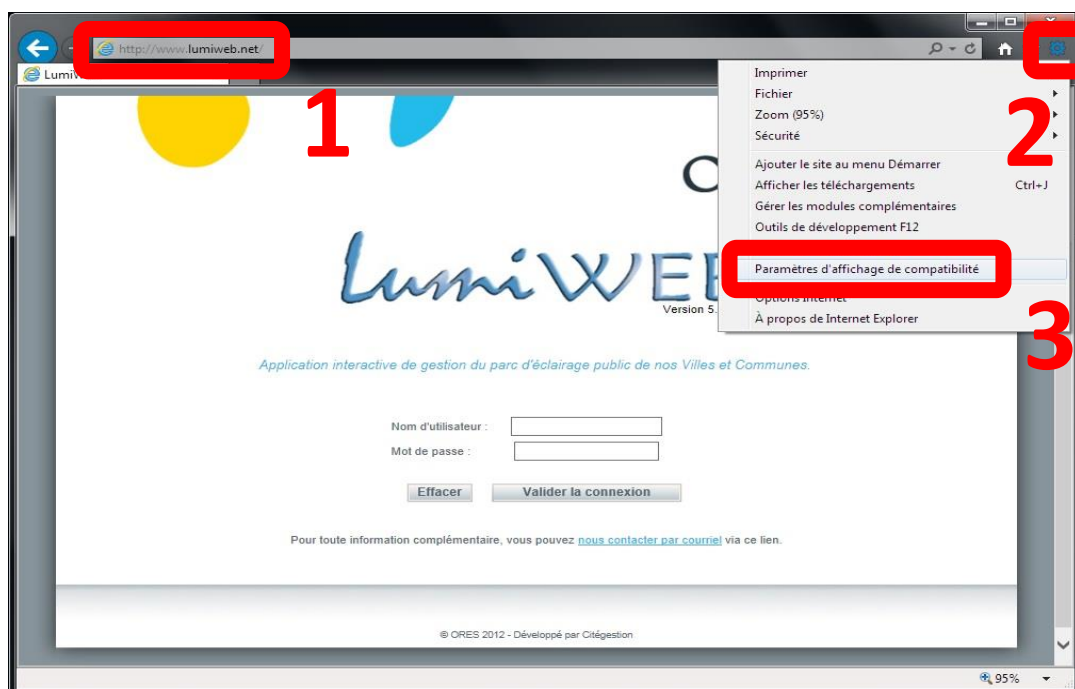 http://www.lumiweb.net/
1
2
Imprimer
Fichier
Zoom (95%)
Sécurité
Ajouter le site au menu Démarrer
Afficher les téléchargements Ctrl+J
Gérer les modules complémentaires
Outils de développement F12
Paramètres d'affichage de compatibilité
Options Internet
À propos de Internet Explorer
3
LumiWEB
Version 5.
Application interactive de gestion du parc d'éclairage public de nos Villes et Communes.
Nom d'utilisateur :
Mot de passe :
Effacer Valider la connexion
Pour toute information complémentaire, vous pouvez nous contacter par courriel via ce lien.
© ORES 2012 - Développé par Citégestion
95%